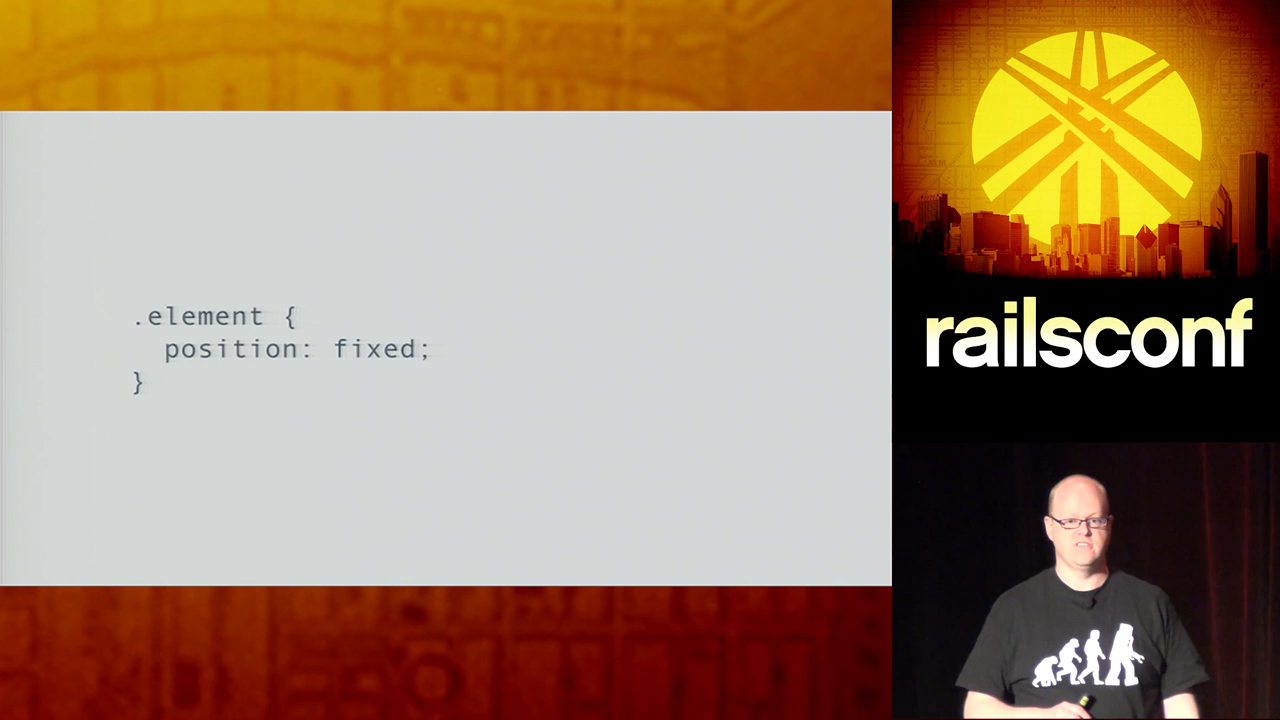 .element {
  position: fixed;
}
railsconf